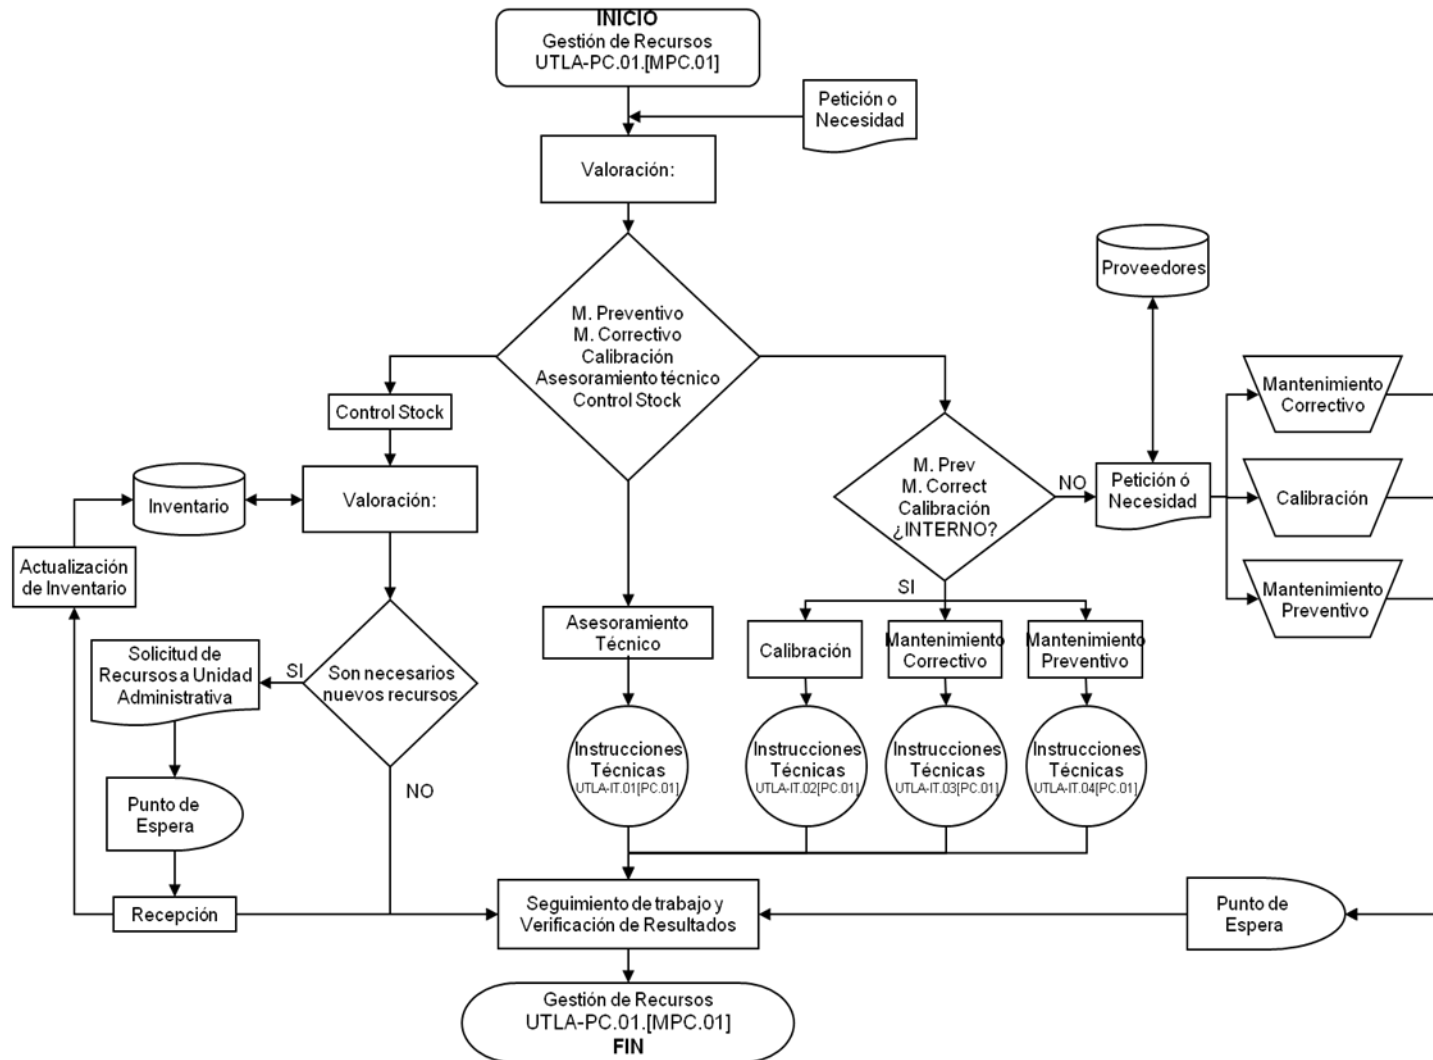 INICIO
Gestión de Recursos
UTLA-PC.01.[MPC.01]
Petición o
Necesidad
Valoración:
M. Preventivo
M. Correctivo
Calibración
Asesoramiento técnico
Control Stock
Proveedores
Control Stock
Mantenimiento
Correctivo
M. Prev
M. Correct
Calibración
¿INTERNO?
NO
Petición ó
Necesidad
Calibración
Inventario
Valoración:
Actualización
de Inventario
SI
Mantenimiento
Preventivo
Asesoramiento
Técnico
Calibración
Mantenimiento
Correctivo
Mantenimiento
Preventivo
Solicitud de
Recursos a Unidad
Administrativa
SI
Son necesarios
nuevos recursos
Instrucciones
Técnicas
UTLA-IT.01[PC.01]
Instrucciones
Técnicas
UTLA-IT.02[PC.01]
Instrucciones
Técnicas
UTLA-IT.03[PC.01]
Instrucciones
Técnicas
UTLA-IT.04[PC.01]
NO
Punto de
Espera
Recepción
Seguimiento de trabajo y
Verificación de Resultados
Punto de
Espera
Gestión de Recursos
UTLA-PC.01.[MPC.01]
FIN